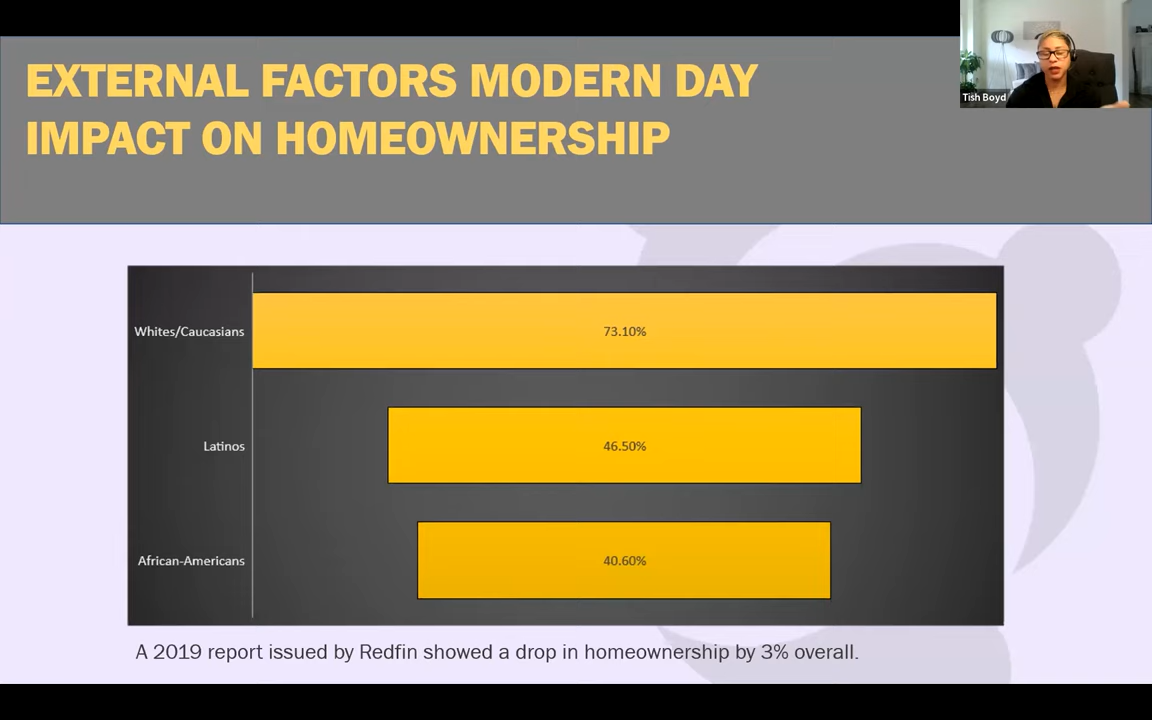 EXTERNAL FACTORS MODERN DAY
IMPACT ON HOMEOWNERSHIP
Tish Boyd
Whites/Caucasians
73.10%
Latinos
46.50%
African-Americans
40.60%
A 2019 report issued by Redfin showed a drop in homeownership by 3% overall.